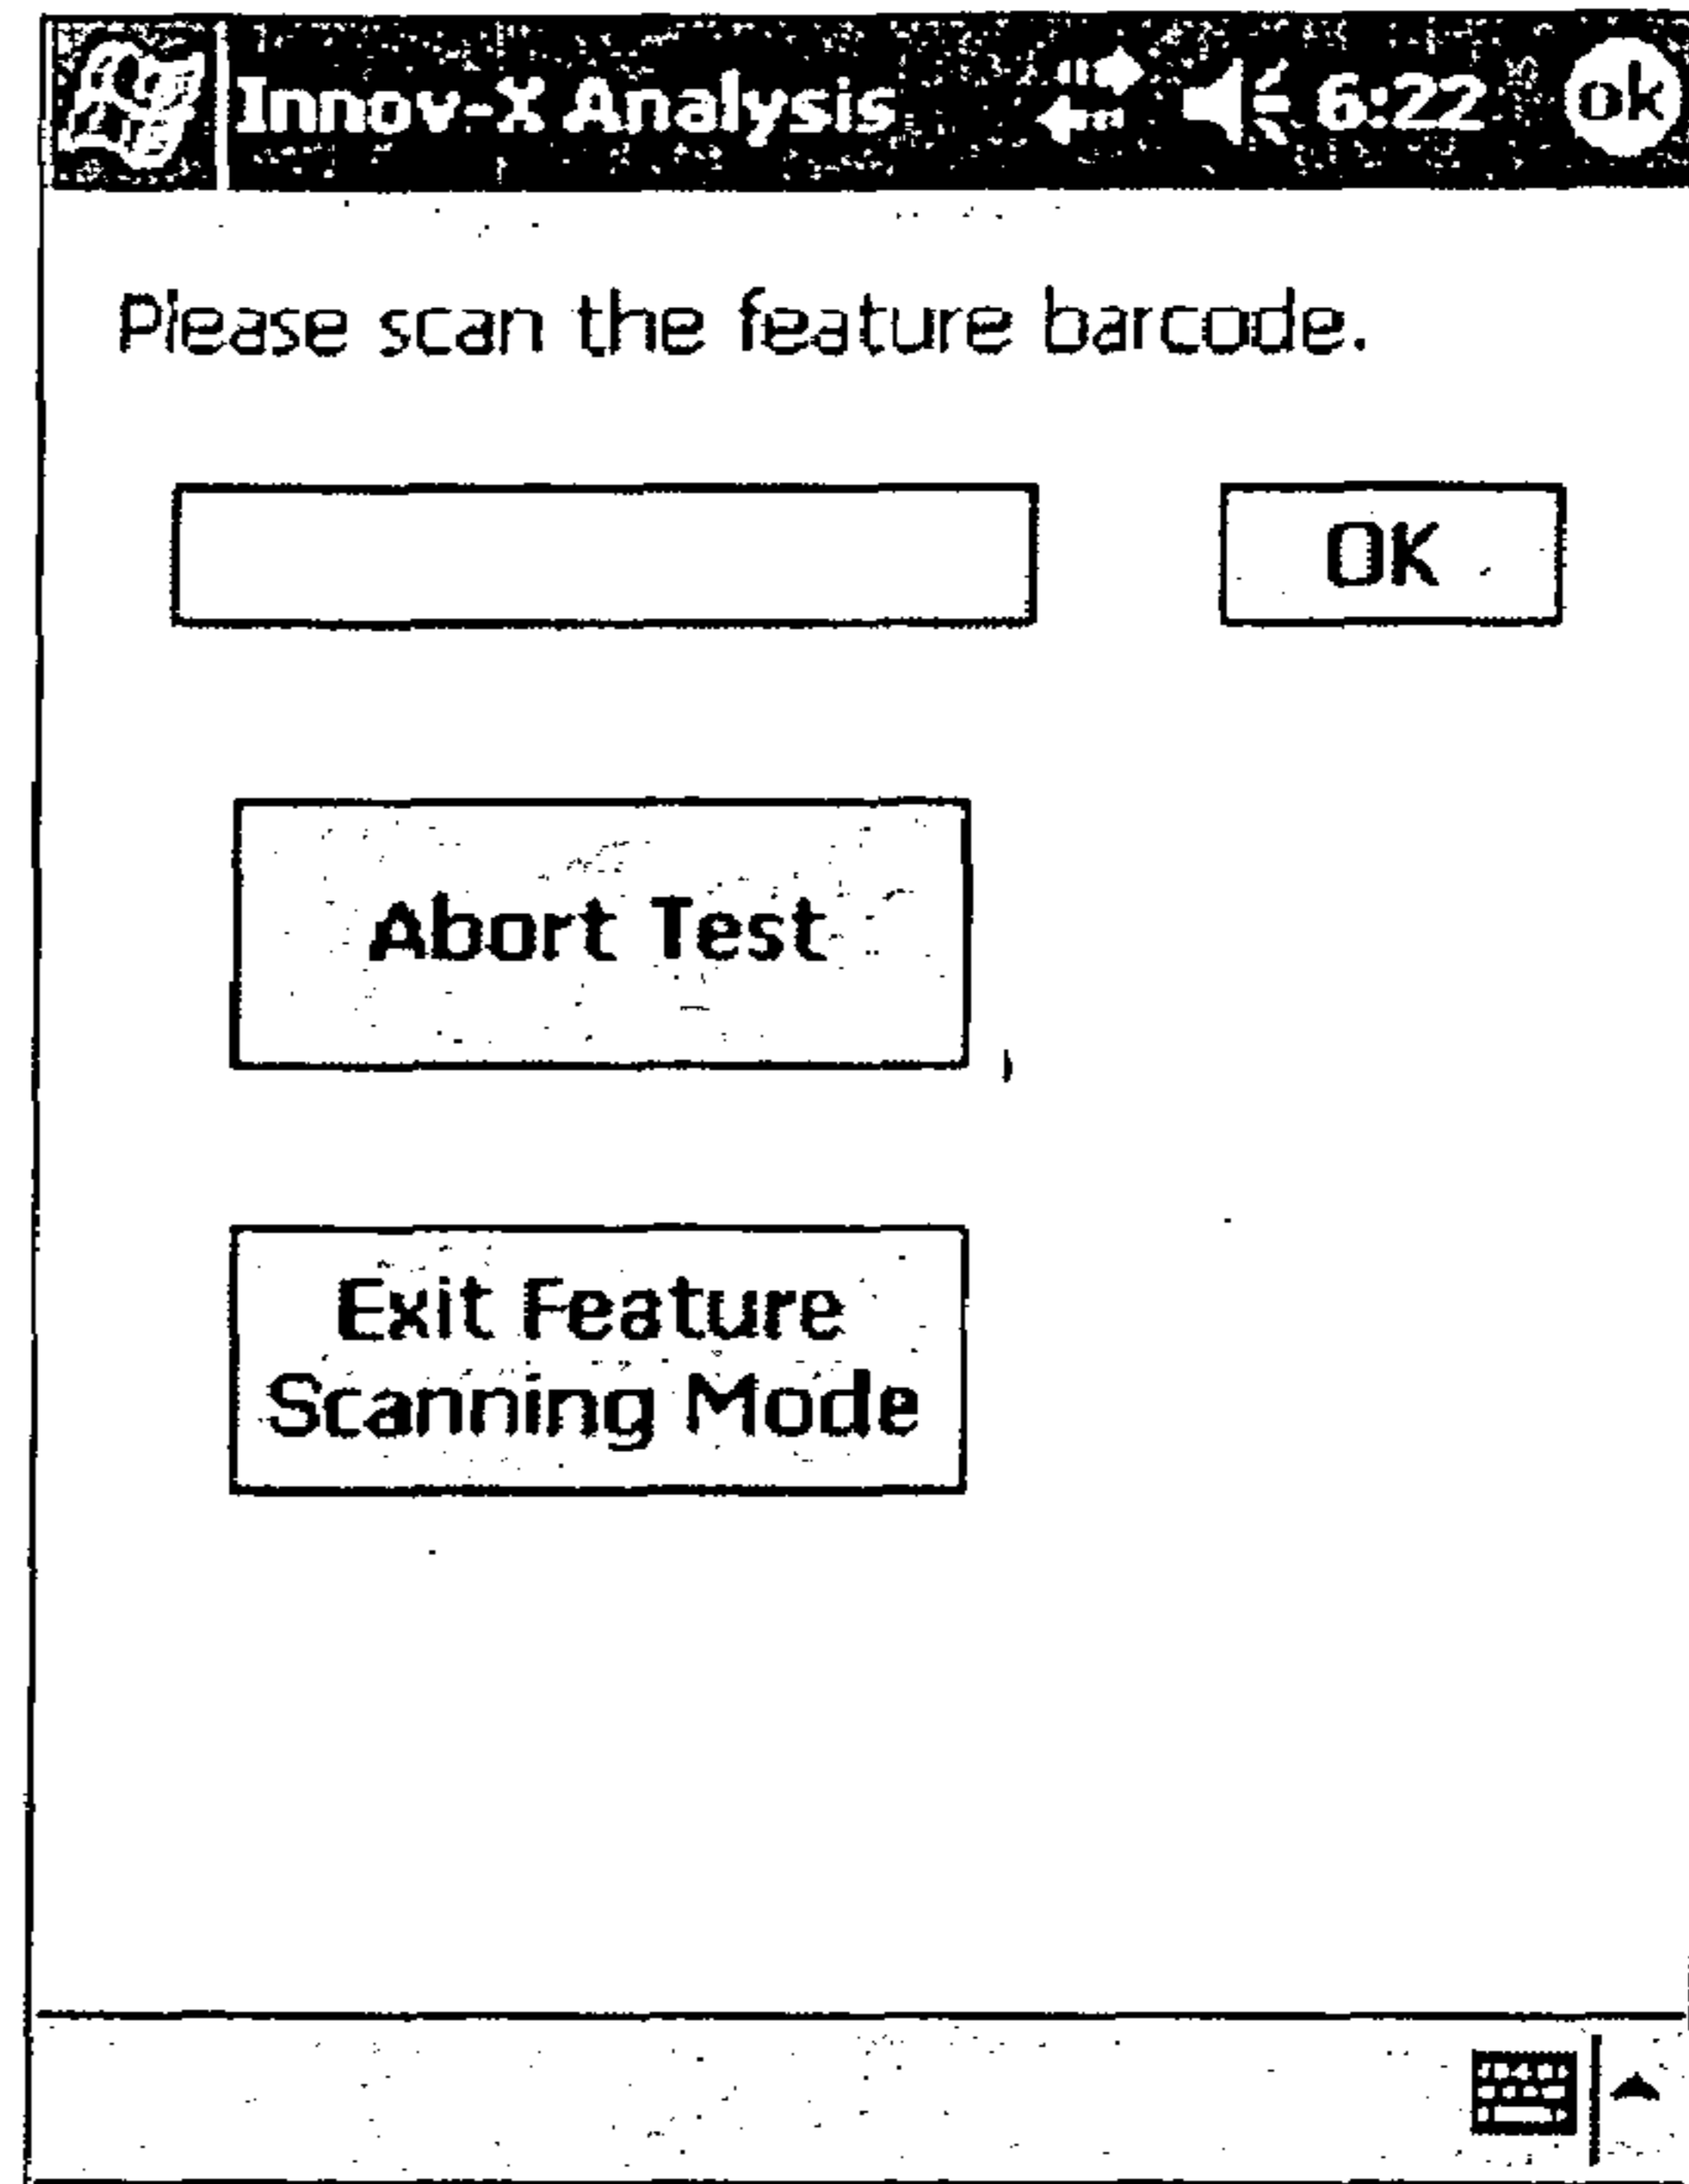 Innov-X Analysis 6:22 ok
Please scan the feature barcode.
OK
Abort Test
Exit Feature
Scanning Mode